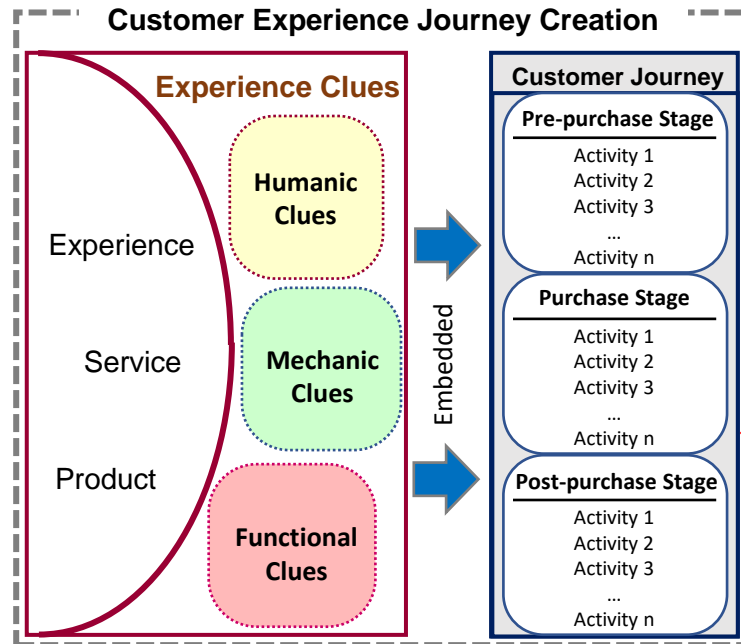 Customer Experience Journey Creation
Experience Clues
Humanic
Clues
Experience
Service
Mechanic
Clues
Product
Functional
Clues
Embedded
Customer Journey
Pre-purchase Stage
Activity 1
Activity 2
Activity 3
...
Activity n
Purchase Stage
Activity 1
Activity 2
Activity 3
...
Activity n
Post-purchase Stage
Activity 1
Activity 2
Activity 3
...
Activity n